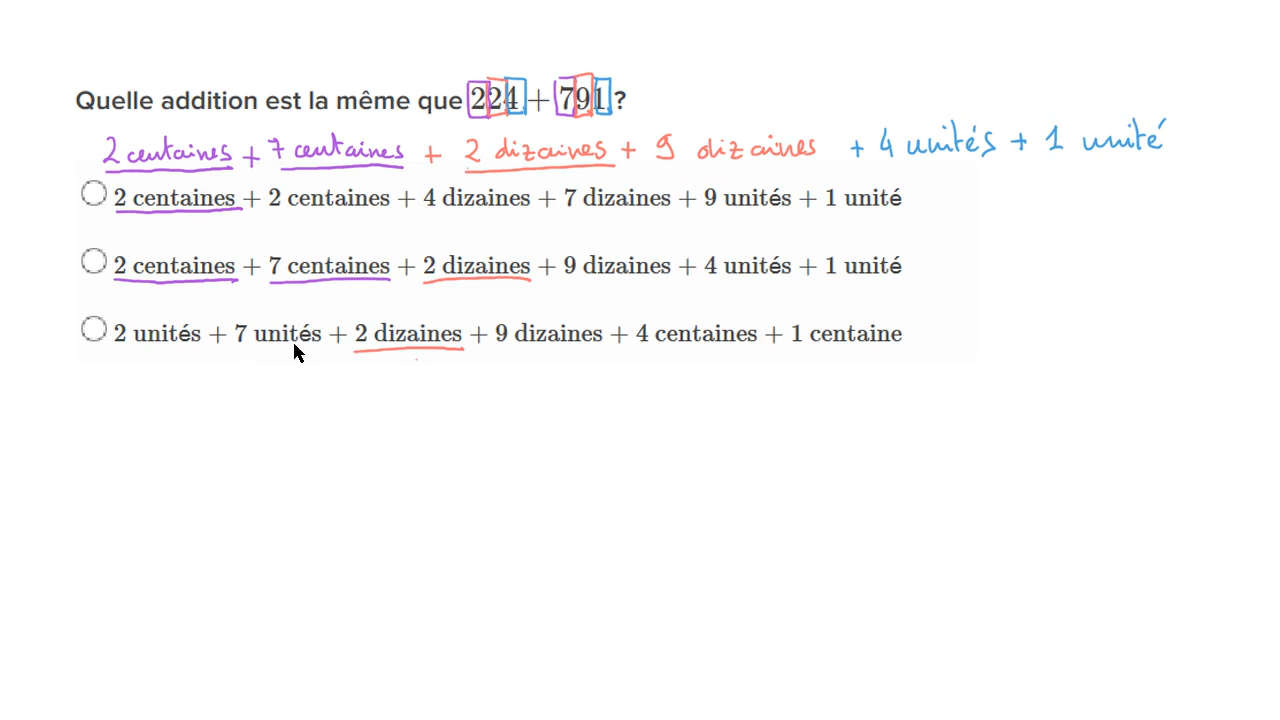 Quelle addition est la même que 224 + 791 ?
2 centaines + 7 centaines + 2 dizaines + 9 dizaines + 4 unités + 1 unité
2 centaines + 2 centaines + 4 dizaines + 7 dizaines + 9 unités + 1 unité
2 centaines + 7 centaines + 2 dizaines + 9 dizaines + 4 unités + 1 unité
2 unités + 7 unités + 2 dizaines + 9 dizaines + 4 centaines + 1 centaine